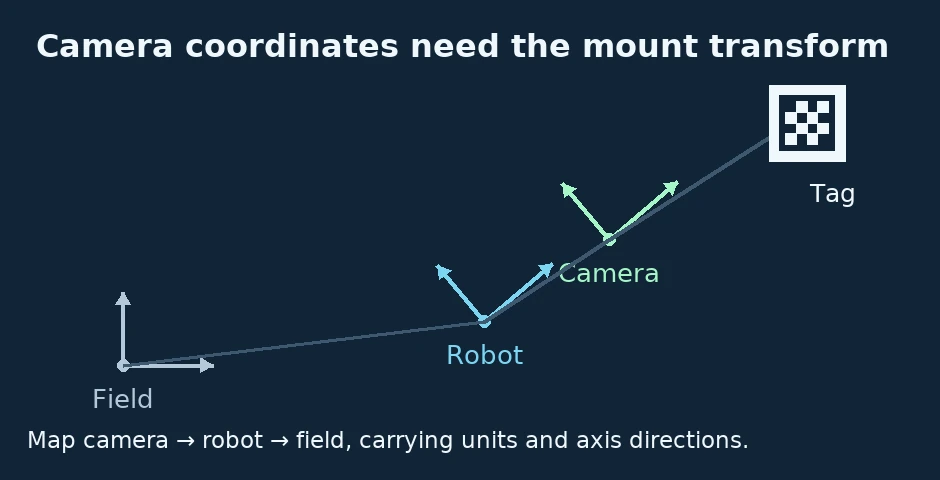 Camera coordinates need the mount transform
Tag
Camera
Robot
Field
Map camera → robot → field, carrying units and axis directions.